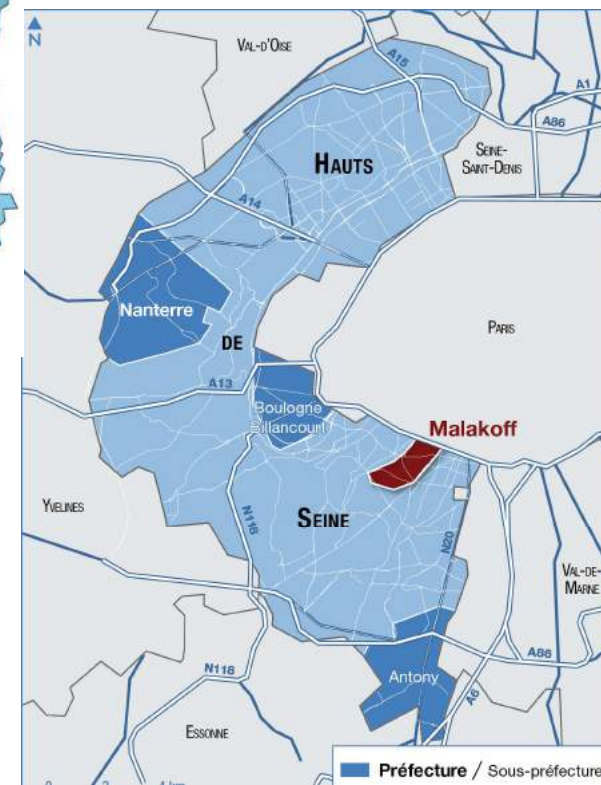 N
VAL-D'OISE
A15
A1
A86
SEINE-
SAINT-DENIS
HAUTS
A14
Nanterre
PARIS
DE
A13
Boulogne
Billancourt
Malakoff
YVELINES
SEINE
N118
N20
VAL-DE-
MARNE
A86
N118
Antony
A6
ESSONNE
Préfecture / Sous-préfecture